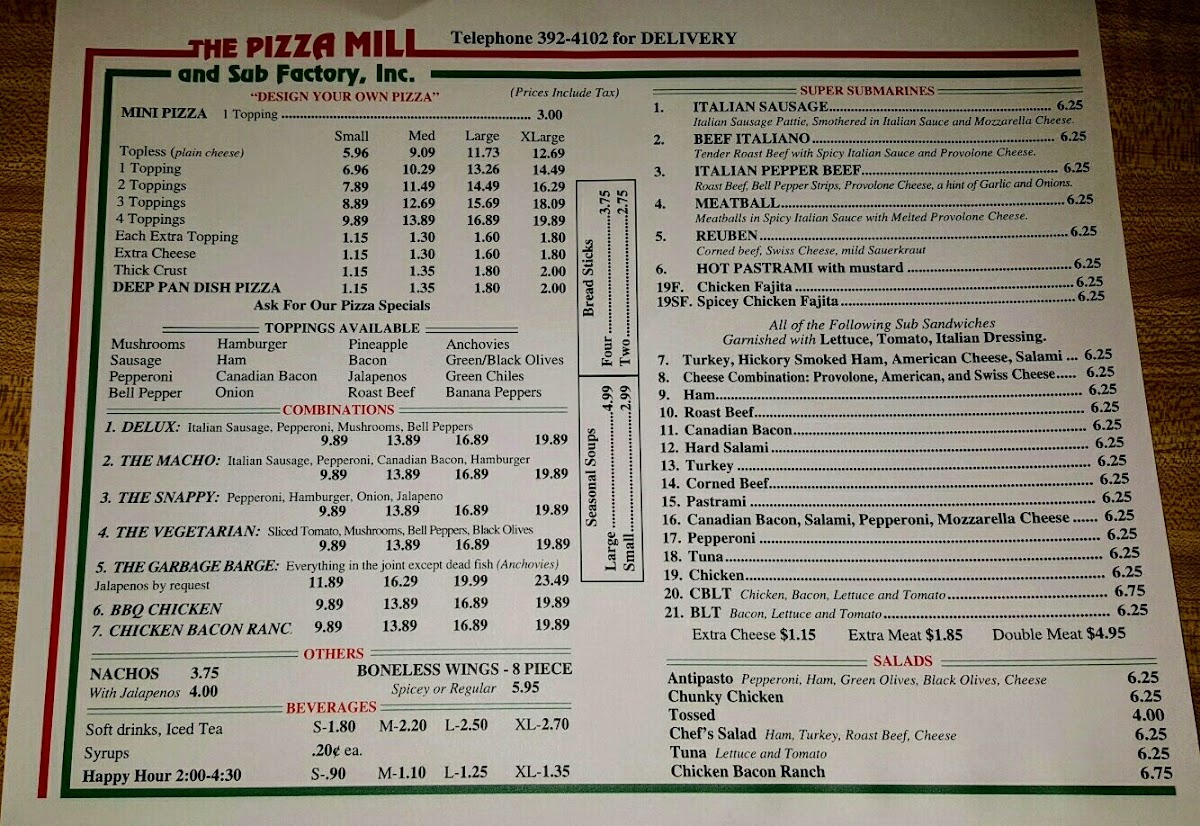 THE PIZZA MILL
and Sub Factory, Inc.
Telephone 392-4102 for DELIVERY
"DESIGN YOUR OWN PIZZA"
(Prices Include Tax)
MINI PIZZA 1 Topping ........ 3.00
Small Med Large XLarge
Topless (plain cheese) 5.96 9.09 11.73 12.69
1 Topping 6.96 10.29 13.26 14.49
2 Toppings 7.89 11.49 14.49 16.29
3 Toppings 8.89 12.69 15.69 18.09
4 Toppings 9.89 13.89 16.89 19.89
Each Extra Topping 1.15 1.30 1.60 1.80
Extra Cheese 1.15 1.30 1.60 1.80
Thick Crust 1.15 1.35 1.80 2.00
DEEP PAN DISH PIZZA 1.15 1.35 1.80 2.00
Ask For Our Pizza Specials
TOPPINGS AVAILABLE
Mushrooms Hamburger Pineapple Anchovies
Sausage Ham Bacon Green/Black Olives
Pepperoni Canadian Bacon Jalapenos Green Chiles
Bell Pepper Onion Roast Beef Banana Peppers
COMBINATIONS
1. DELUX: Italian Sausage, Pepperoni, Mushrooms, Bell Peppers
9.89 13.89 16.89 19.89
2. THE MACHO: Italian Sausage, Pepperoni, Canadian Bacon, Hamburger
9.89 13.89 16.89 19.89
3. THE SNAPPY: Pepperoni, Hamburger, Onion, Jalapeno
9.89 13.89 16.89 19.89
4. THE VEGETARIAN: Sliced Tomato, Mushrooms, Bell Peppers, Black Olives
9.89 13.89 16.89 19.89
5. THE GARBAGE BARGE: Everything in the joint except dead fish (Anchovies)
Jalapenos by request 11.89 16.29 19.99 23.49
6. BBQ CHICKEN 9.89 13.89 16.89 19.89
7. CHICKEN BACON RANC 9.89 13.89 16.89 19.89
OTHERS
NACHOS 3.75
With Jalapenos 4.00
BONELESS WINGS - 8 PIECE
Spicey or Regular 5.95
BEVERAGES
Soft drinks, Iced Tea S-1.80 M-2.20 L-2.50 XL-2.70
Syrups .20¢ ea.
Happy Hour 2:00-4:30 S-.90 M-1.10 L-1.25 XL-1.35
Bread Sticks
Four ........ 3.75
Two ........ 2.75
Seasonal Soups
Large ........ 4.99
Small ........ 2.99
SUPER SUBMARINES
1. ITALIAN SAUSAGE ........ 6.25
Italian Sausage Pattie, Smothered in Italian Sauce and Mozzarella Cheese.
2. BEEF ITALIANO ........ 6.25
Tender Roast Beef with Spicy Italian Sauce and Provolone Cheese.
3. ITALIAN PEPPER BEEF ........ 6.25
Roast Beef, Bell Pepper Strips, Provolone Cheese, a hint of Garlic and Onions.
4. MEATBALL ........ 6.25
Meatballs in Spicy Italian Sauce with Melted Provolone Cheese.
5. REUBEN ........ 6.25
Corned beef, Swiss Cheese, mild Sauerkraut
6. HOT PASTRAMI with mustard ........ 6.25
19F. Chicken Fajita ........ 6.25
19SF. Spicey Chicken Fajita ........ 6.25
All of the Following Sub Sandwiches
Garnished with Lettuce, Tomato, Italian Dressing.
7. Turkey, Hickory Smoked Ham, American Cheese, Salami ... 6.25
8. Cheese Combination: Provolone, American, and Swiss Cheese..... 6.25
9. Ham ........ 6.25
10. Roast Beef ........ 6.25
11. Canadian Bacon ........ 6.25
12. Hard Salami ........ 6.25
13. Turkey ........ 6.25
14. Corned Beef ........ 6.25
15. Pastrami ........ 6.25
16. Canadian Bacon, Salami, Pepperoni, Mozzarella Cheese ...... 6.25
17. Pepperoni ........ 6.25
18. Tuna ........ 6.25
19. Chicken ........ 6.25
20. CBLT Chicken, Bacon, Lettuce and Tomato ........ 6.75
21. BLT Bacon, Lettuce and Tomato ........ 6.25
Extra Cheese $1.15 Extra Meat $1.85 Double Meat $4.95
SALADS
Antipasto Pepperoni, Ham, Green Olives, Black Olives, Cheese 6.25
Chunky Chicken 6.25
Tossed 4.00
Chef's Salad Ham, Turkey, Roast Beef, Cheese 6.25
Tuna Lettuce and Tomato 6.25
Chicken Bacon Ranch 6.75